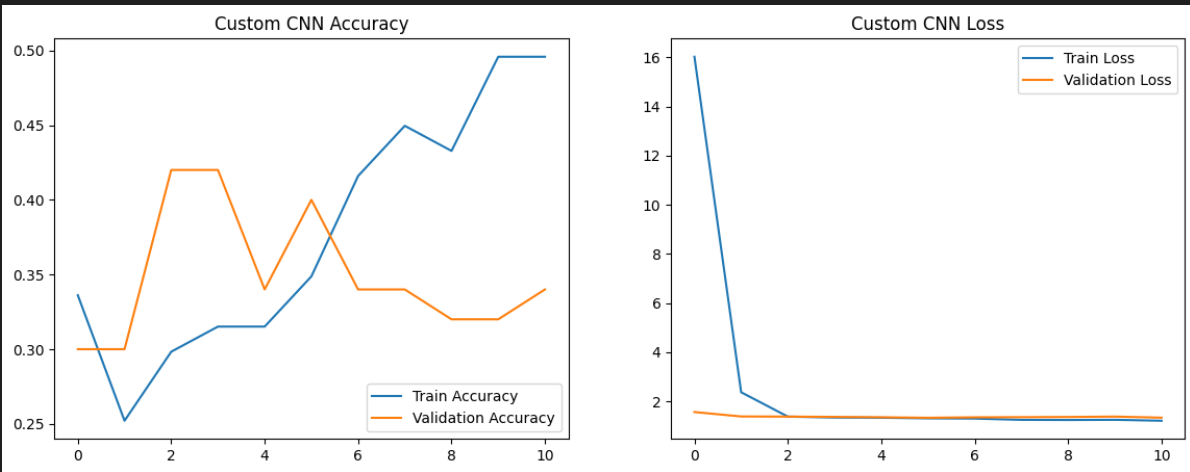 Custom CNN Accuracy
0.50
0.45
0.40
0.35
0.30
0.25
0 2 4 6 8 10
Train Accuracy
Validation Accuracy
Custom CNN Loss
16
14
12
10
8
6
4
2
0 2 4 6 8 10
Train Loss
Validation Loss